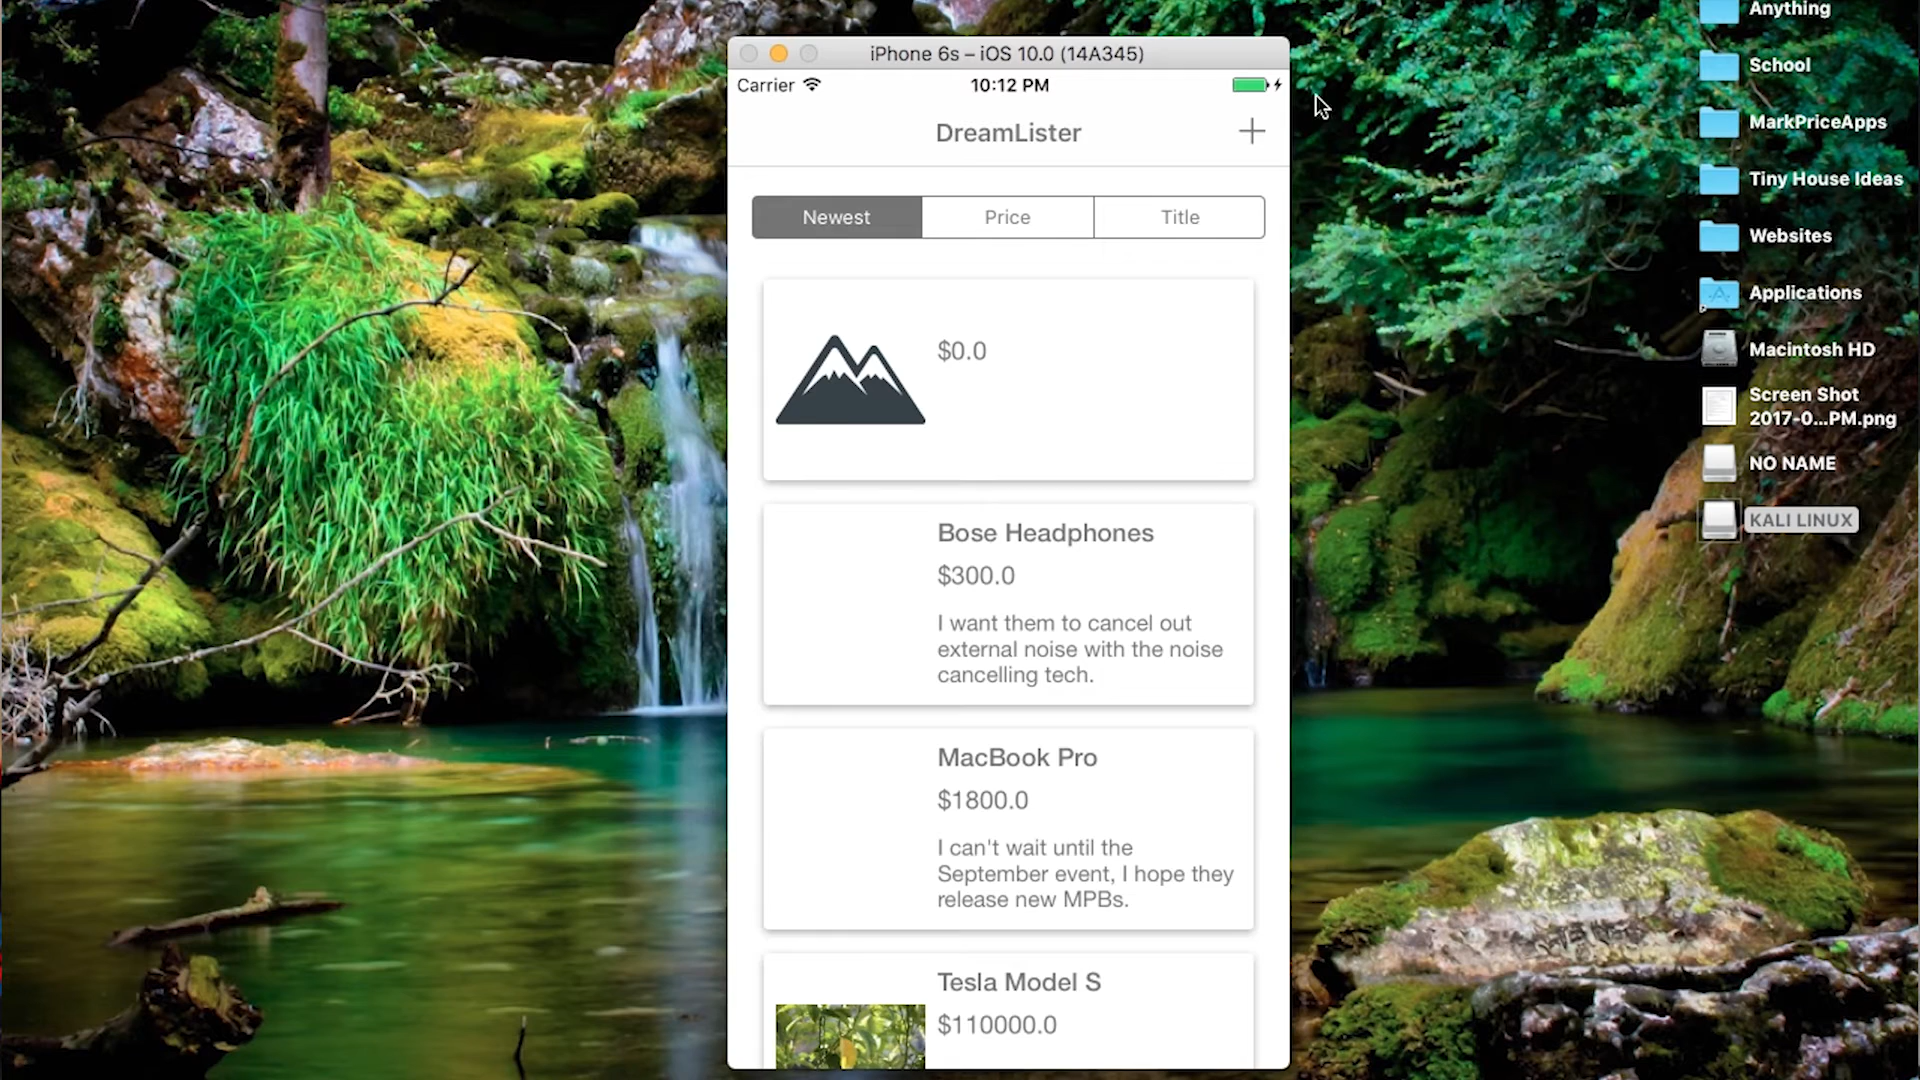 iPhone 6s – iOS 10.0 (14A345)
Carrier
10:12 PM
DreamLister
Newest
Price
Title
$0.0
Bose Headphones
$300.0
I want them to cancel out
external noise with the noise
cancelling tech.
MacBook Pro
$1800.0
I can't wait until the
September event, I hope they
release new MPBs.
Tesla Model S
$110000.0
Anything
School
MarkPriceApps
Tiny House Ideas
Websites
Applications
Macintosh HD
Screen Shot
2017-0...PM.png
NO NAME
KALI LINUX